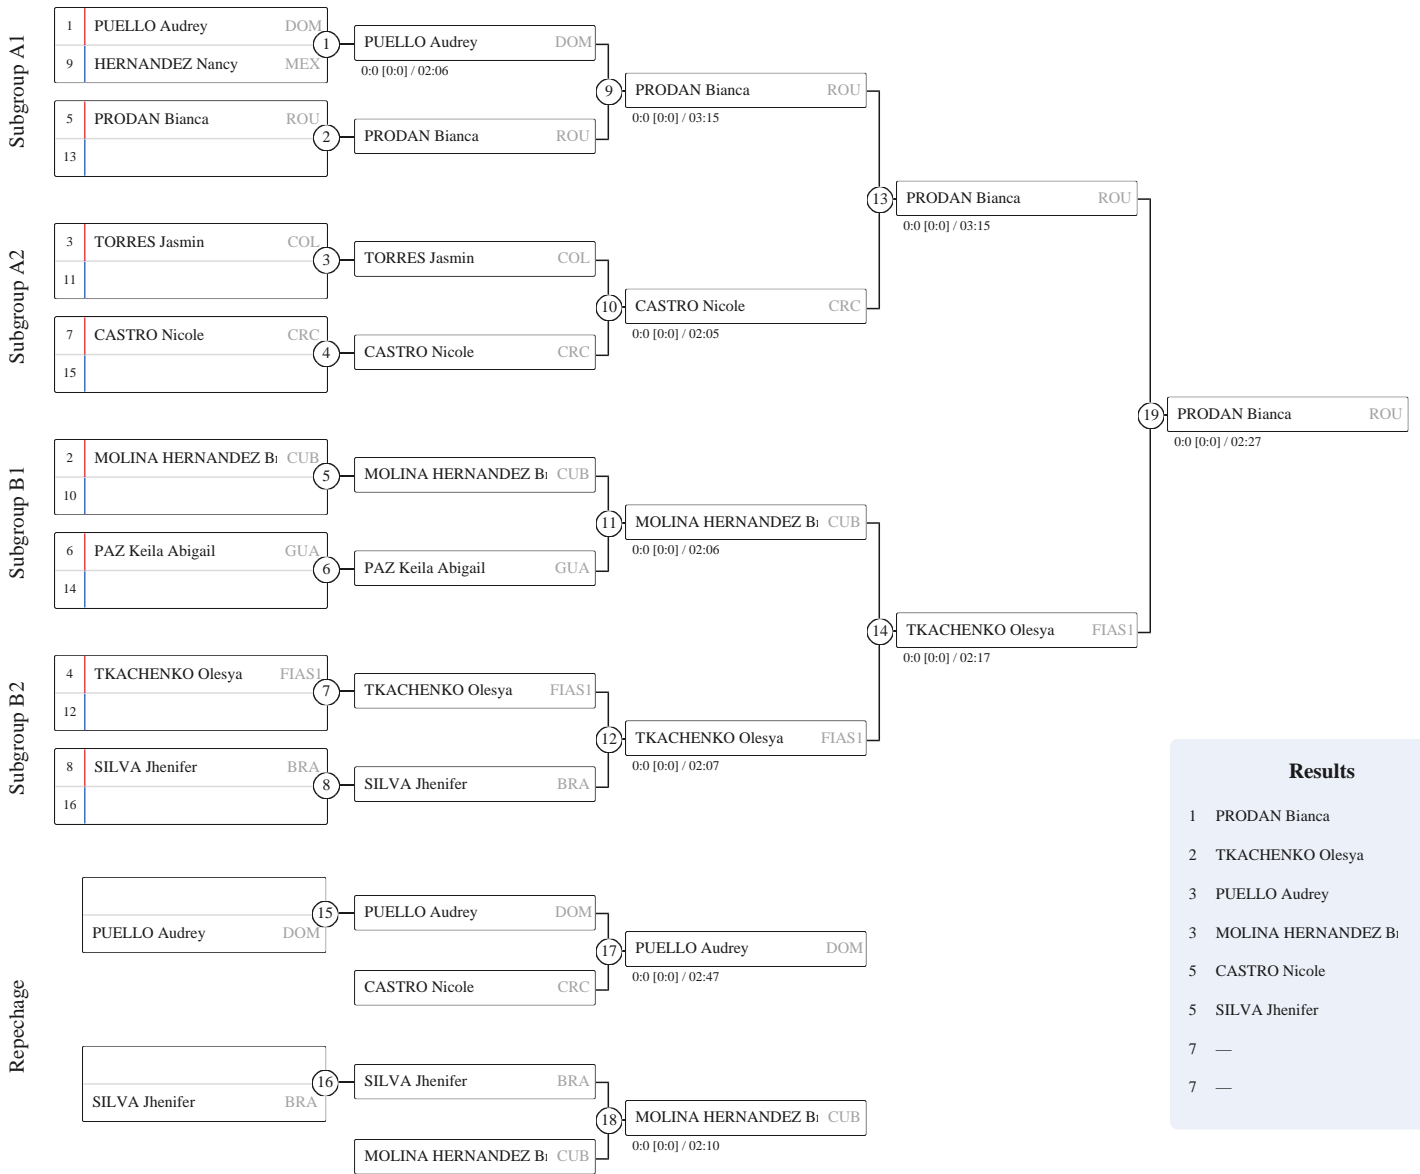 Subgroup A1
1 PUELLO Audrey DOM
9 HERNANDEZ Nancy MEX
1
PUELLO Audrey DOM
0:0 [0:0] / 02:06
5 PRODAN Bianca ROU
13
2
PRODAN Bianca ROU
9
PRODAN Bianca ROU
0:0 [0:0] / 03:15
Subgroup A2
3 TORRES Jasmin COL
11
3
TORRES Jasmin COL
7 CASTRO Nicole CRC
15
4
CASTRO Nicole CRC
10
CASTRO Nicole CRC
0:0 [0:0] / 02:05
13
PRODAN Bianca ROU
0:0 [0:0] / 03:15
Subgroup B1
2 MOLINA HERNANDEZ CUB
10
5
MOLINA HERNANDEZ CUB
6 PAZ Keila Abigail GUA
14
6
PAZ Keila Abigail GUA
11
MOLINA HERNANDEZ CUB
0:0 [0:0] / 02:06
Subgroup B2
4 TKACHENKO Olesya FIAS1
12
7
TKACHENKO Olesya FIAS1
8 SILVA Jhenifer BRA
16
8
SILVA Jhenifer BRA
12
TKACHENKO Olesya FIAS1
0:0 [0:0] / 02:07
14
TKACHENKO Olesya FIAS1
0:0 [0:0] / 02:17
19
PRODAN Bianca ROU
0:0 [0:0] / 02:27
Repechage
PUELLO Audrey DOM
15
PUELLO Audrey DOM
CASTRO Nicole CRC
17
PUELLO Audrey DOM
0:0 [0:0] / 02:47
SILVA Jhenifer BRA
16
SILVA Jhenifer BRA
MOLINA HERNANDEZ CUB
18
MOLINA HERNANDEZ CUB
0:0 [0:0] / 02:10
Results
1 PRODAN Bianca
2 TKACHENKO Olesya
3 PUELLO Audrey
3 MOLINA HERNANDEZ
5 CASTRO Nicole
5 SILVA Jhenifer
7 —
7 —